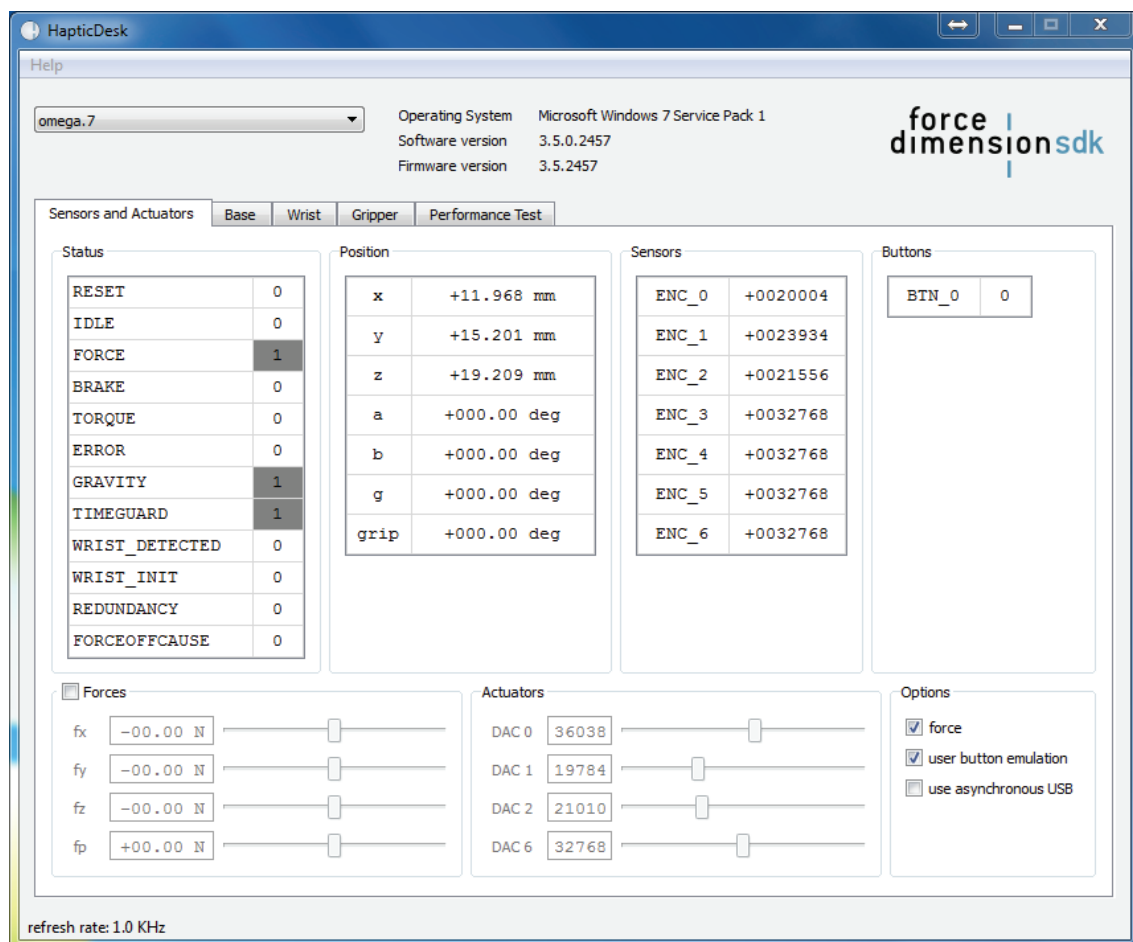 HapticDesk
Help
omega.7
Operating System Microsoft Windows 7 Service Pack 1
Software version 3.5.0.2457
Firmware version 3.5.2457
force
dimension sdk
Sensors and Actuators Base Wrist Gripper Performance Test
Status
RESET 0
IDLE 0
FORCE 1
BRAKE 0
TORQUE 0
ERROR 0
GRAVITY 1
TIMEGUARD 1
WRIST_DETECTED 0
WRIST_INIT 0
REDUNDANCY 0
FORCEOFFCAUSE 0
Position
x +11.968 mm
y +15.201 mm
z +19.209 mm
a +000.00 deg
b +000.00 deg
g +000.00 deg
grip +000.00 deg
Sensors
ENC_0 +0020004
ENC_1 +0023934
ENC_2 +0021556
ENC_3 +0032768
ENC_4 +0032768
ENC_5 +0032768
ENC_6 +0032768
Buttons
BTN_0 0
Forces
fx -00.00 N
fy -00.00 N
fz -00.00 N
fp +00.00 N
Actuators
DAC 0 36038
DAC 1 19784
DAC 2 21010
DAC 6 32768
Options
force
user button emulation
use asynchronous USB
refresh rate: 1.0 KHz